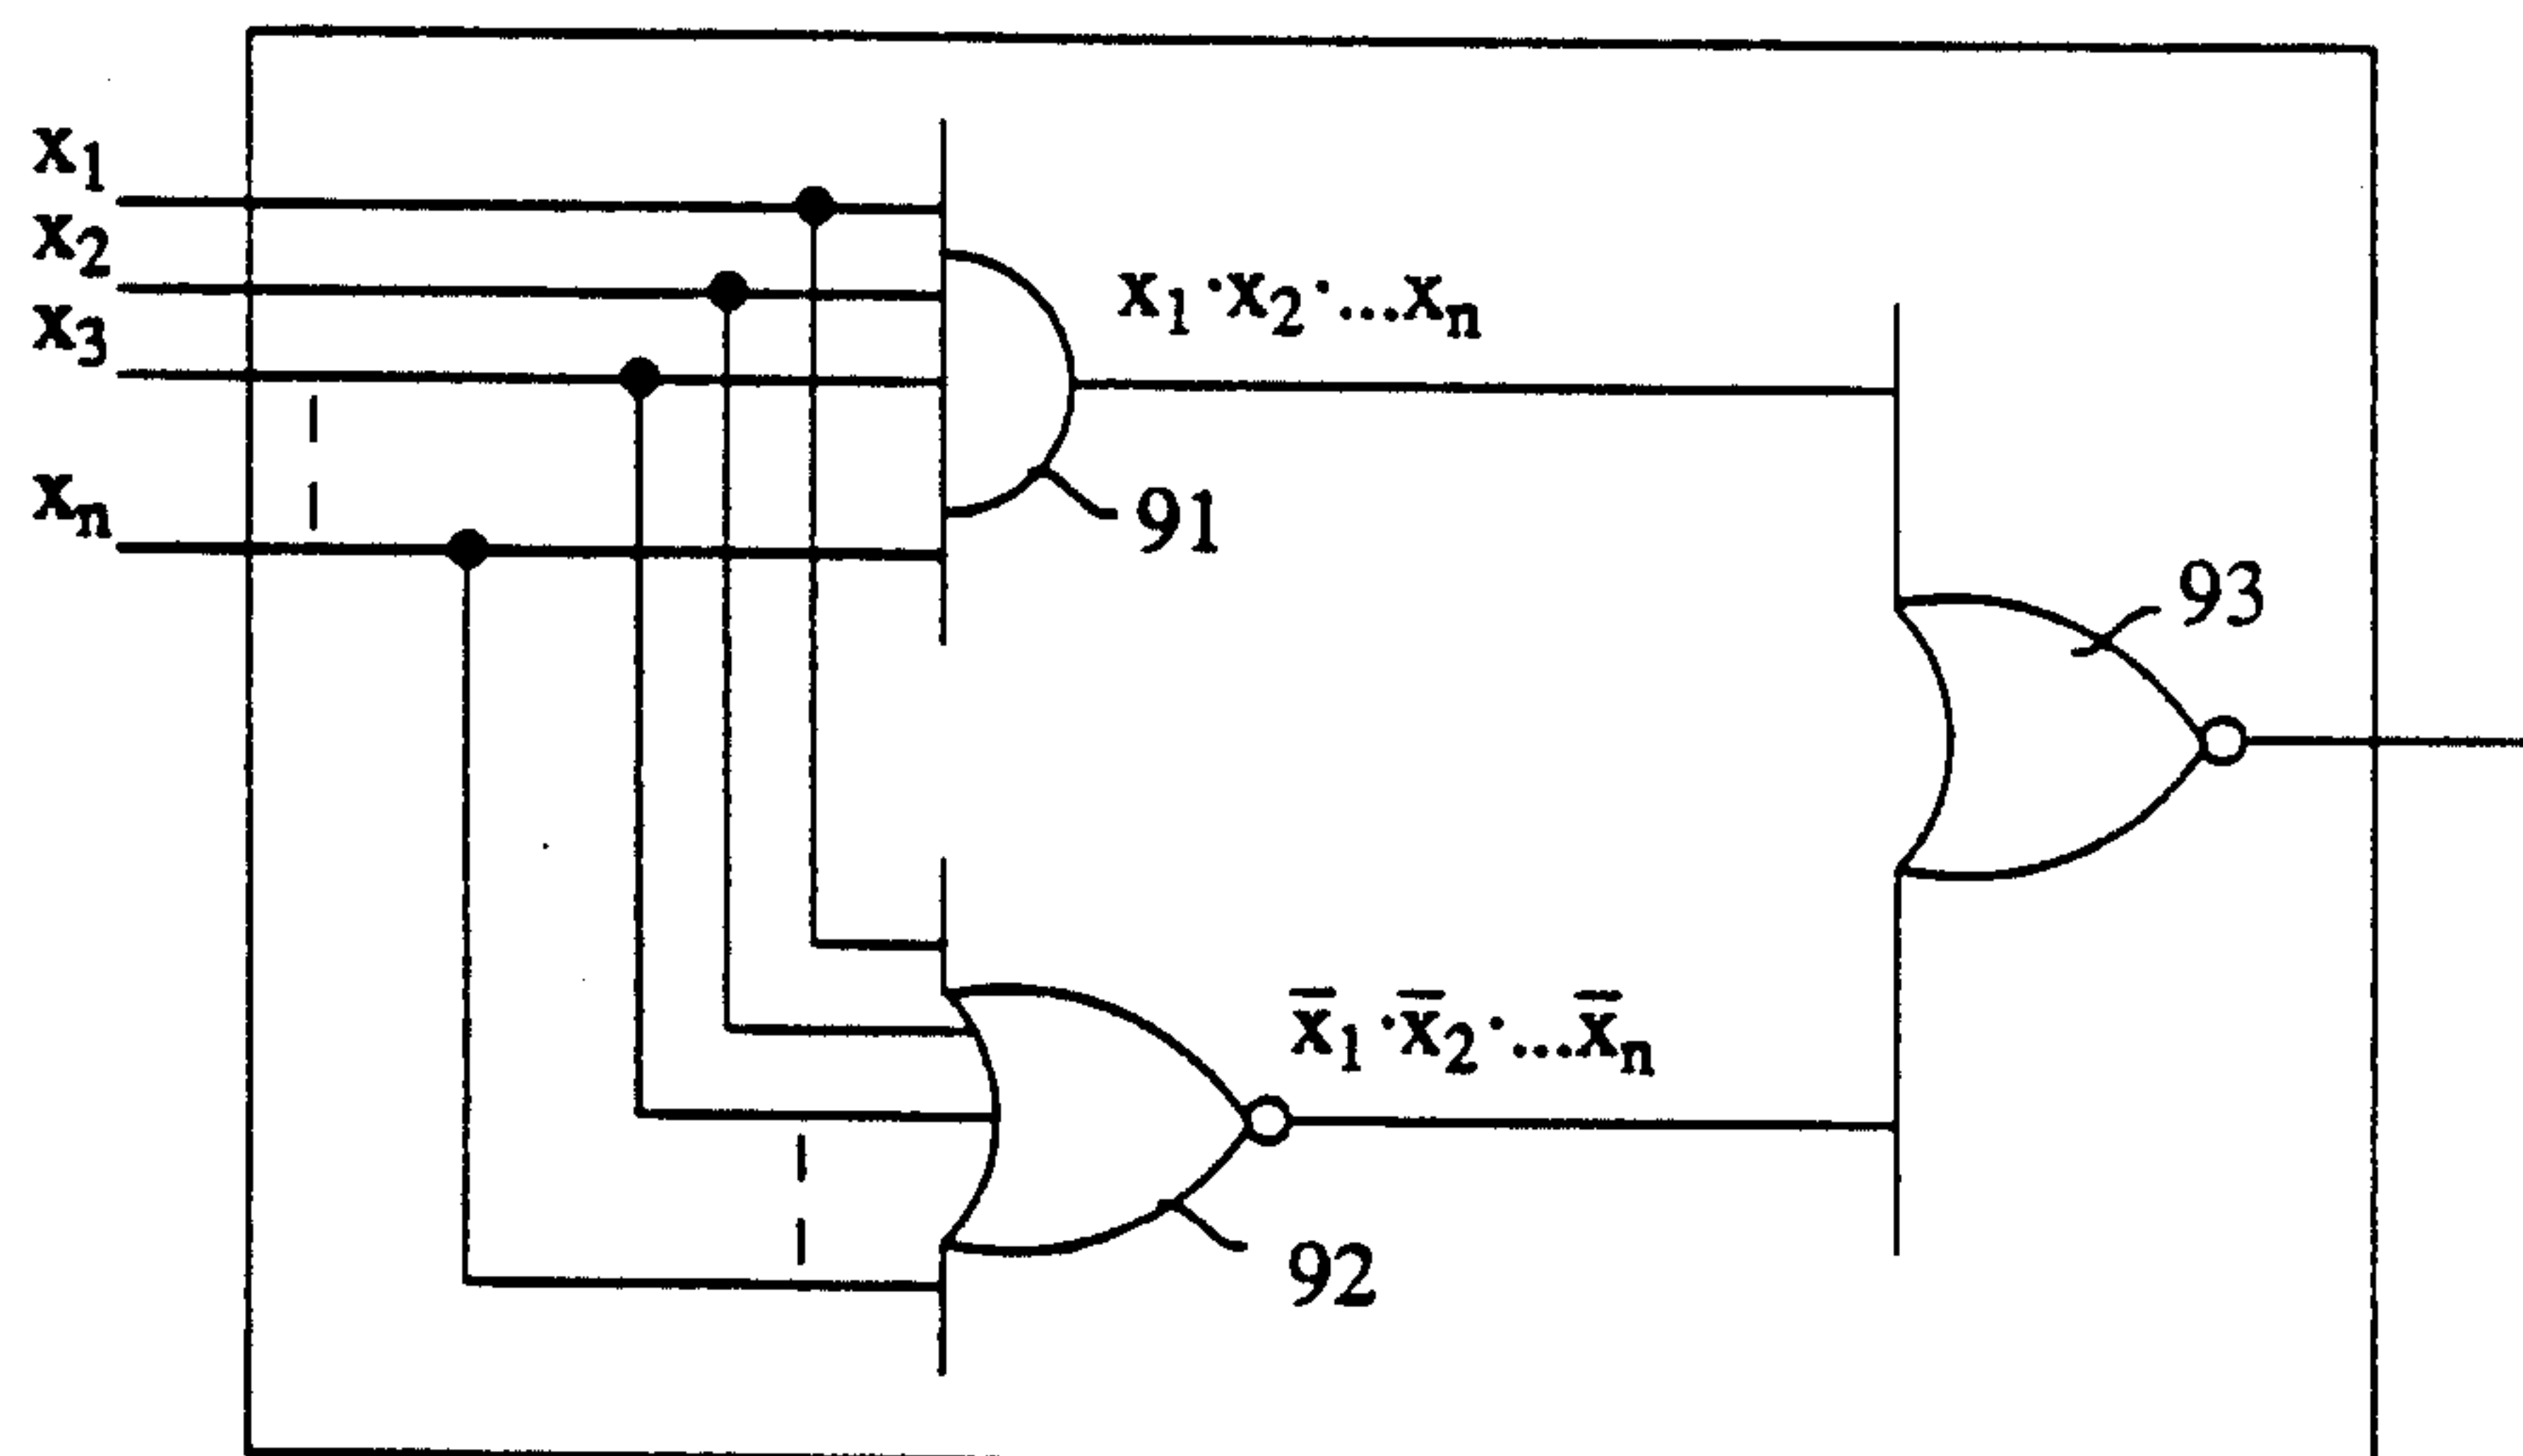 x₁
x₂
x₃
xₙ
x₁·x₂·...xₙ
91
93
x̅₁·x̅₂·...x̅ₙ
92